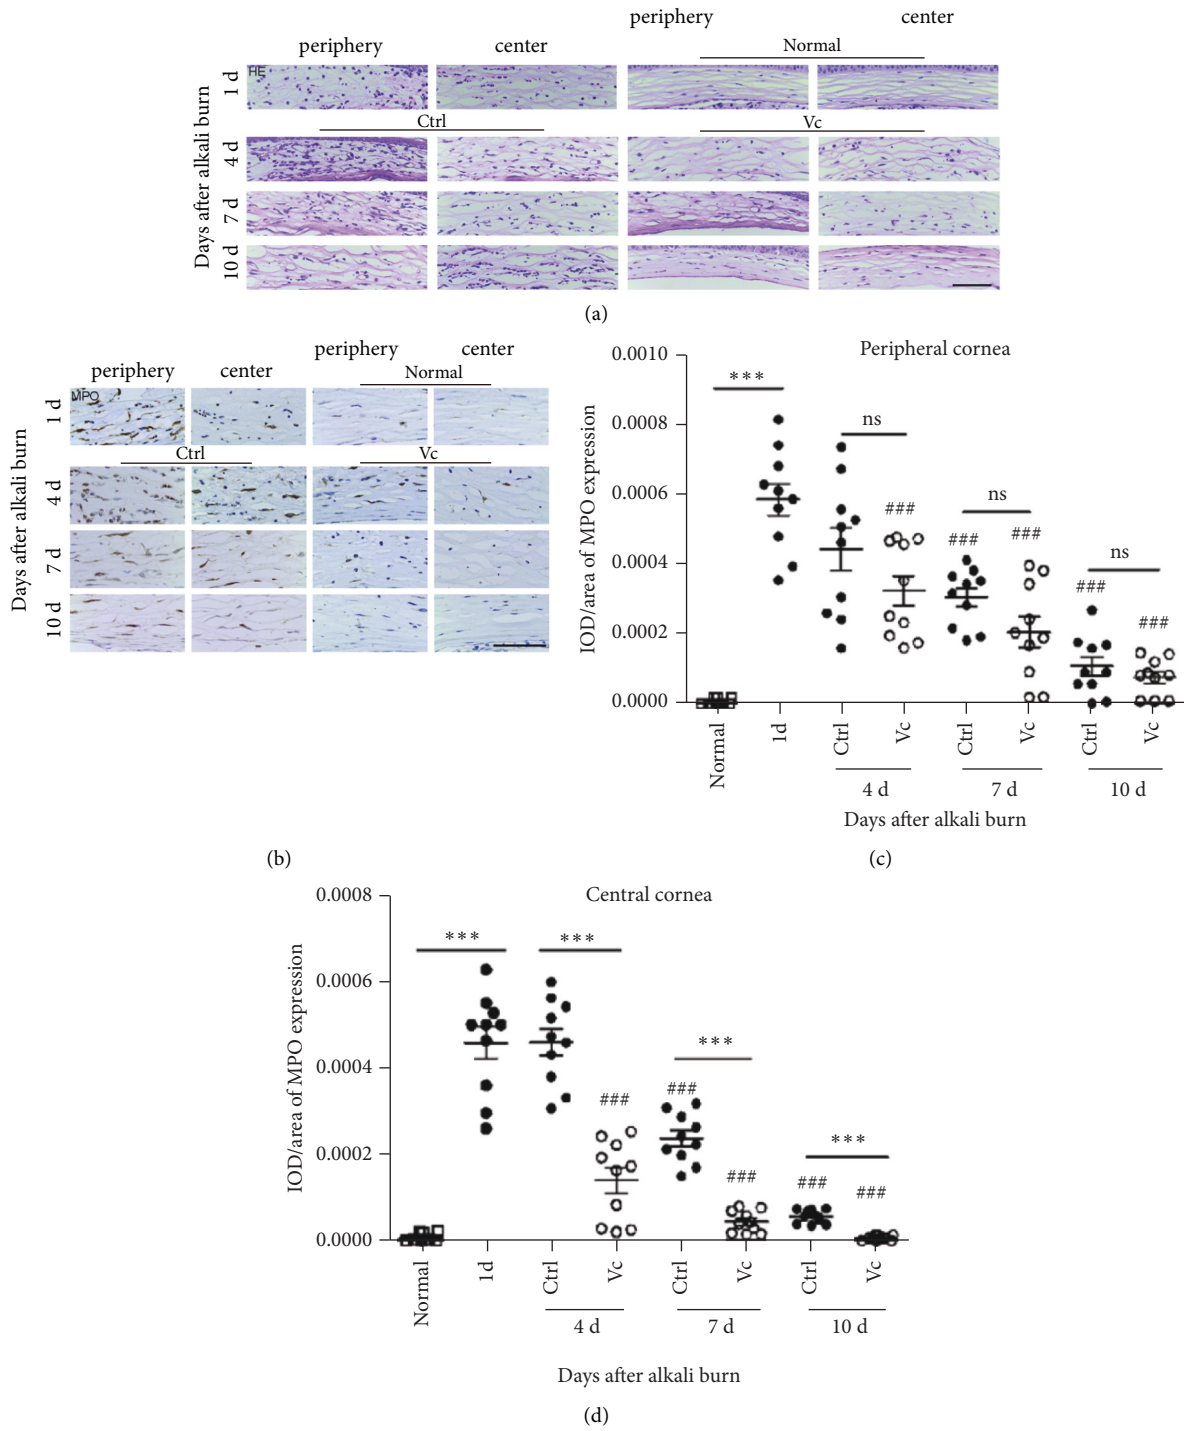 periphery center
periphery center
Normal
HE
1 d
Ctrl Vc
4 d
7 d
10 d
Days after alkali burn
(a)
periphery center
periphery center
Normal
MPO
1 d
Ctrl Vc
4 d
7 d
10 d
Days after alkali burn
(b)
Peripheral cornea
IOD/area of MPO expression
0.0010
0.0008
0.0006
0.0004
0.0002
0.0000
***
ns
###
ns
### ###
ns
###
###
Normal 1d Ctrl Vc Ctrl Vc Ctrl Vc
4 d 7 d 10 d
Days after alkali burn
(c)
Central cornea
IOD/area of MPO expression
0.0008
0.0006
0.0004
0.0002
0.0000
*** ***
###
***
###
###
***
###
###
Normal 1d Ctrl Vc Ctrl Vc Ctrl Vc
4 d 7 d 10 d
Days after alkali burn
(d)